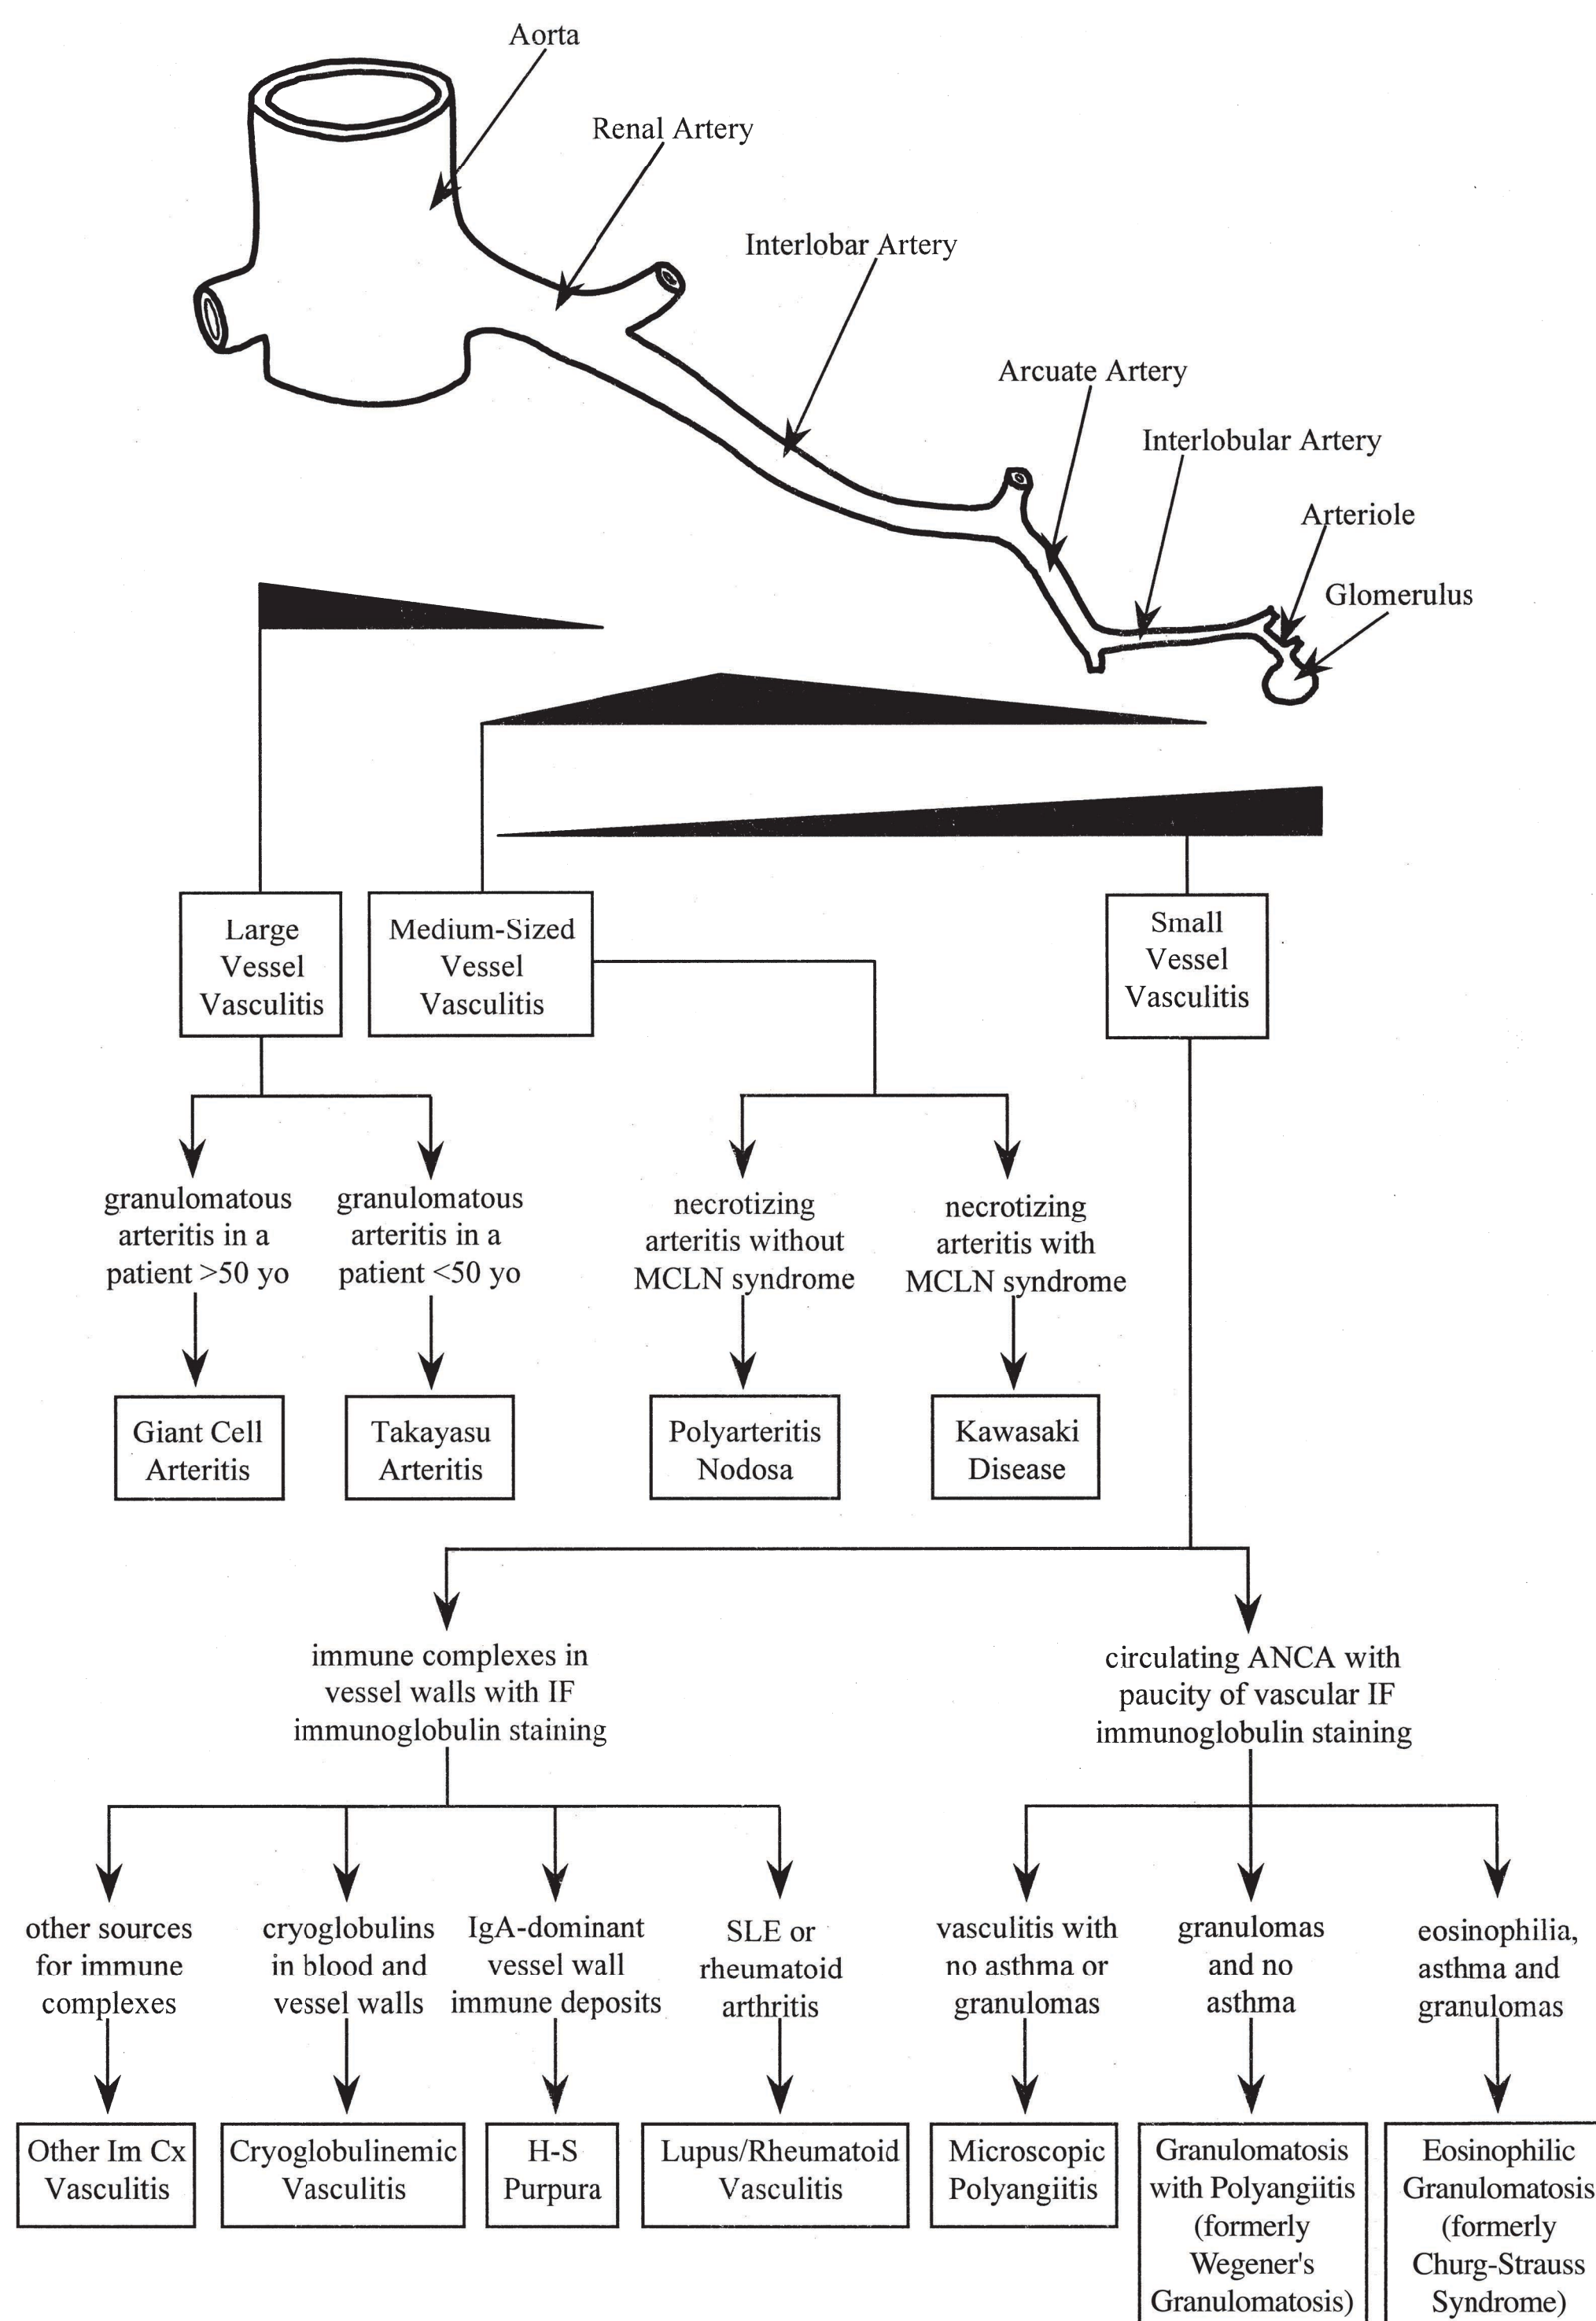 Aorta
Renal Artery
Interlobar Artery
Arcuate Artery
Interlobular Artery
Arteriole
Glomerulus
Large
Vessel
Vasculitis
Medium-Sized
Vessel
Vasculitis
Small
Vessel
Vasculitis
granulomatous
arteritis in a
patient >50 yo
granulomatous
arteritis in a
patient <50 yo
necrotizing
arteritis without
MCLN syndrome
necrotizing
arteritis with
MCLN syndrome
Giant Cell
Arteritis
Takayasu
Arteritis
Polyarteritis
Nodosa
Kawasaki
Disease
immune complexes in
vessel walls with IF
immunoglobulin staining
circulating ANCA with
paucity of vascular IF
immunoglobulin staining
other sources
for immune
complexes
cryoglobulins
in blood and
vessel walls
IgA-dominant
vessel wall
immune deposits
SLE or
rheumatoid
arthritis
vasculitis with
no asthma or
granulomas
granulomas
and no
asthma
eosinophilia,
asthma and
granulomas
Other Im Cx
Vasculitis
Cryoglobulinemic
Vasculitis
H-S
Purpura
Lupus/Rheumatoid
Vasculitis
Microscopic
Polyangiitis
Granulomatosis
with Polyangiitis
(formerly
Wegener's
Granulomatosis)
Eosinophilic
Granulomatosis
(formerly
Churg-Strauss
Syndrome)